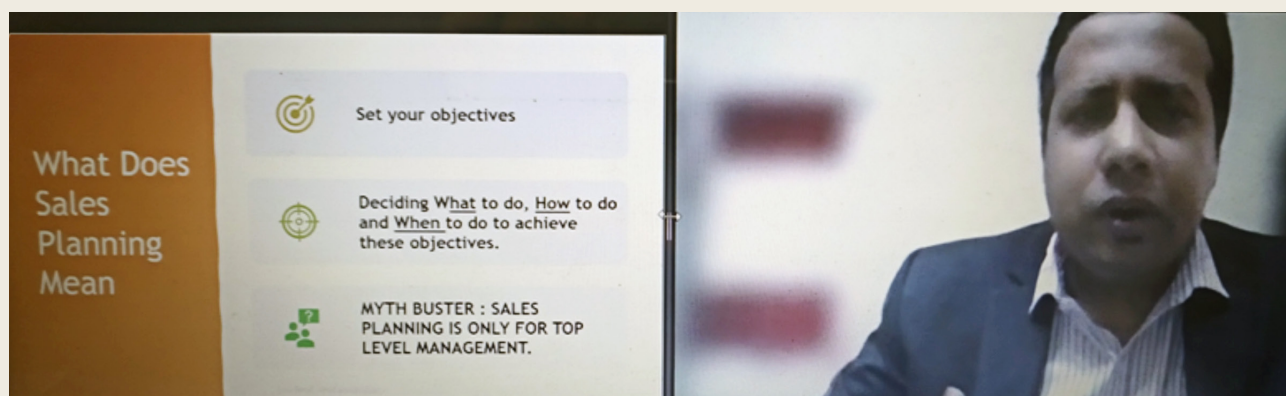 What Does
Sales
Planning
Mean
Set your objectives
Deciding What to do, How to do
and When to do to achieve
these objectives.
?
MYTH BUSTER : SALES
PLANNING IS ONLY FOR TOP
LEVEL MANAGEMENT.